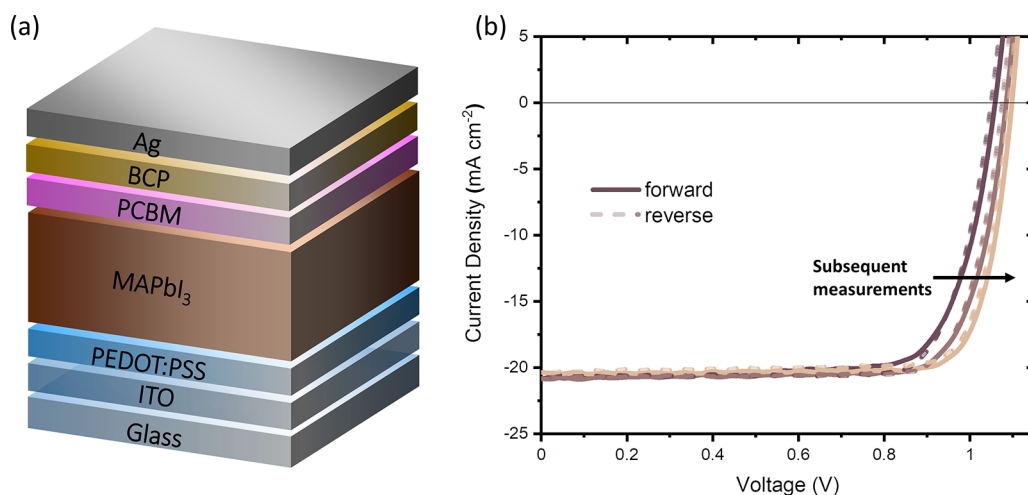 (a)
Ag
BCP
PCBM
MAPbI₃
PEDOT:PSS
ITO
Glass
(b)
5
0
-5
-10
-15
-20
-25
Current Density (mA cm⁻²)
forward
reverse
Subsequent
measurements
0
0.2
0.4
0.6
0.8
1
Voltage (V)